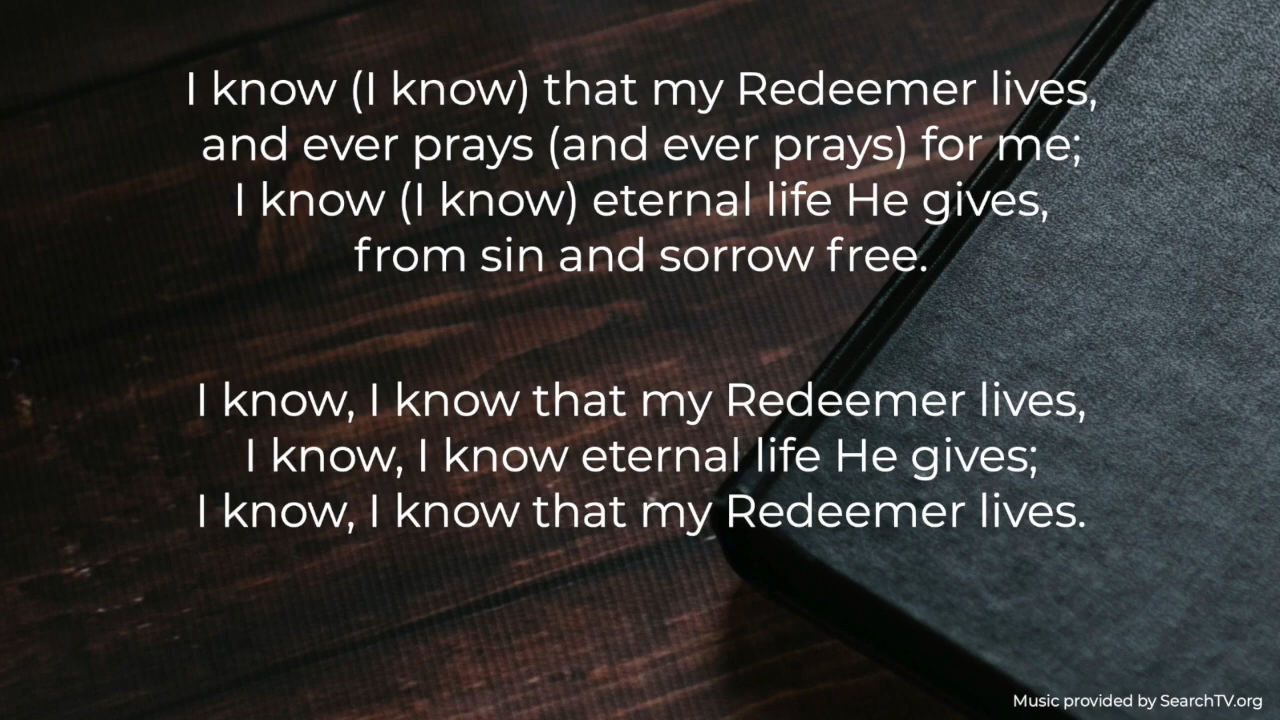 I know (I know) that my Redeemer lives,
and ever prays (and ever prays) for me;
I know (I know) eternal life He gives,
from sin and sorrow free.
I know, I know that my Redeemer lives,
I know, I know eternal life He gives;
I know, I know that my Redeemer lives.
Music provided by SearchTV.org